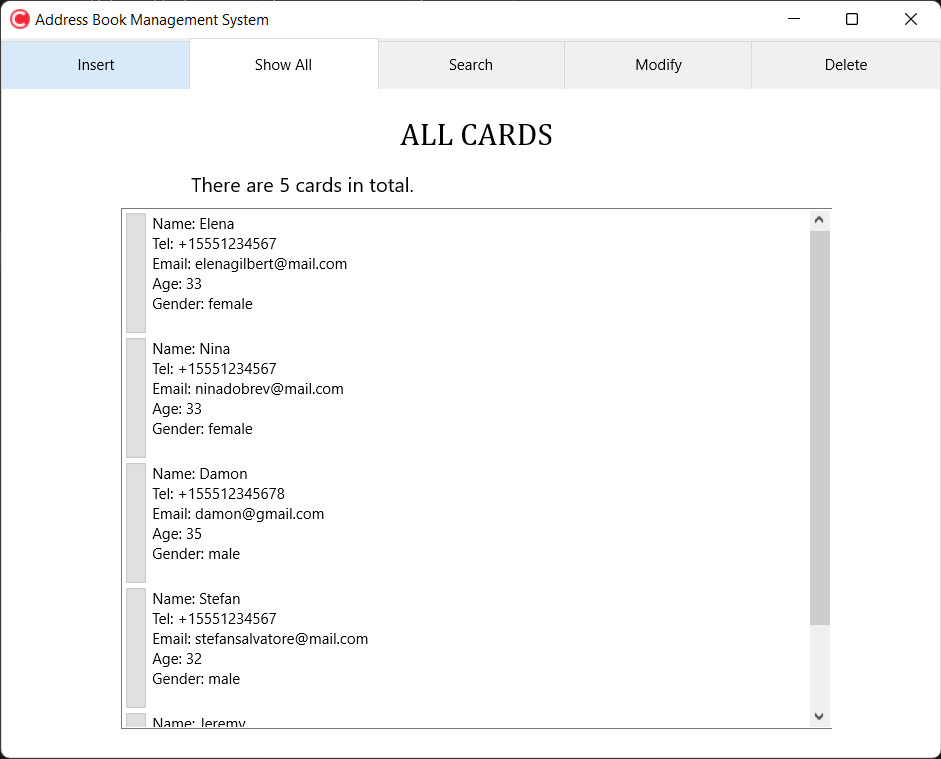 Address Book Management System
Insert
Show All
Search
Modify
Delete
ALL CARDS
There are 5 cards in total.
Name: Elena
Tel: +15551234567
Email: elenagilbert@mail.com
Age: 33
Gender: female
Name: Nina
Tel: +15551234567
Email: ninadobrev@mail.com
Age: 33
Gender: female
Name: Damon
Tel: +155512345678
Email: damon@gmail.com
Age: 35
Gender: male
Name: Stefan
Tel: +15551234567
Email: stefansalvatore@mail.com
Age: 32
Gender: male
Name: Jeremy